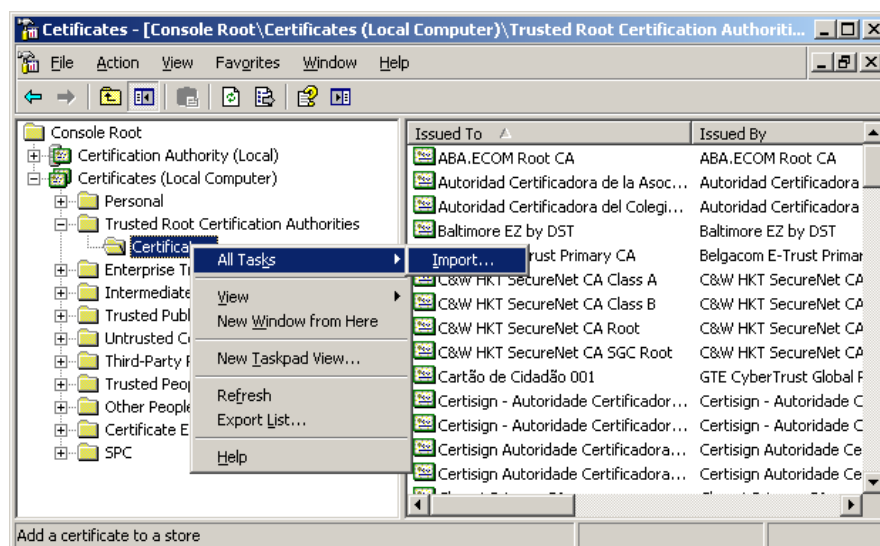 Cetificates - [Console Root\Certificates (Local Computer)\Trusted Root Certification Authoriti...
File Action View Favorites Window Help
Console Root
Certification Authority (Local)
Certificates (Local Computer)
Personal
Trusted Root Certification Authorities
Enterprise
Intermediate
Trusted
Untrusted
Third-Party
Trusted
Other People
Certificate
SPC
All Tasks
View
New Window from Here
New Taskpad View...
Refresh
Export List...
Help
Import...
Issued To Issued By
ABA.ECOM Root CA ABA.ECOM Root CA
Autoridad Certificadora de la Asoc... Autoridad Certificadora
Autoridad Certificadora del Colegi... Autoridad Certificadora
Baltimore EZ by DST Baltimore EZ by DST
Primary CA Belgacom E-Trust
C&W HKT SecureNet CA Class A C&W HKT SecureNet CA
C&W HKT SecureNet CA Class B C&W HKT SecureNet CA
C&W HKT SecureNet CA Root C&W HKT SecureNet CA
C&W HKT SecureNet CA SGC Root C&W HKT SecureNet CA
Cartão de Cidadão 001 GTE CyberTrust Global
Certisign - Autoridade Certificador... Certisign - Autoridade C
Certisign - Autoridade Certificador... Certisign - Autoridade C
Certisign Autoridade Certificadora... Certisign Autoridade Ce
Certisign Autoridade Certificadora... Certisign Autoridade Ce
Add a certificate to a store